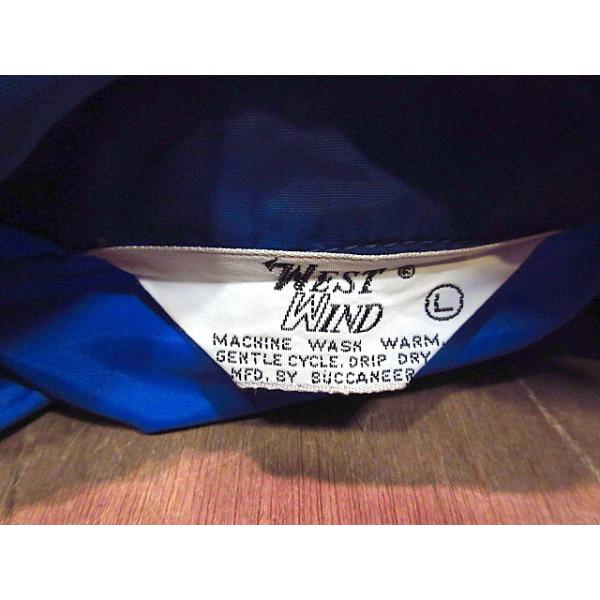 WEST ®
WIND Ⓛ
MACHINE WASH WARM.
GENTLE CYCLE. DRIP DRY
MFD. BY BUCCANEER